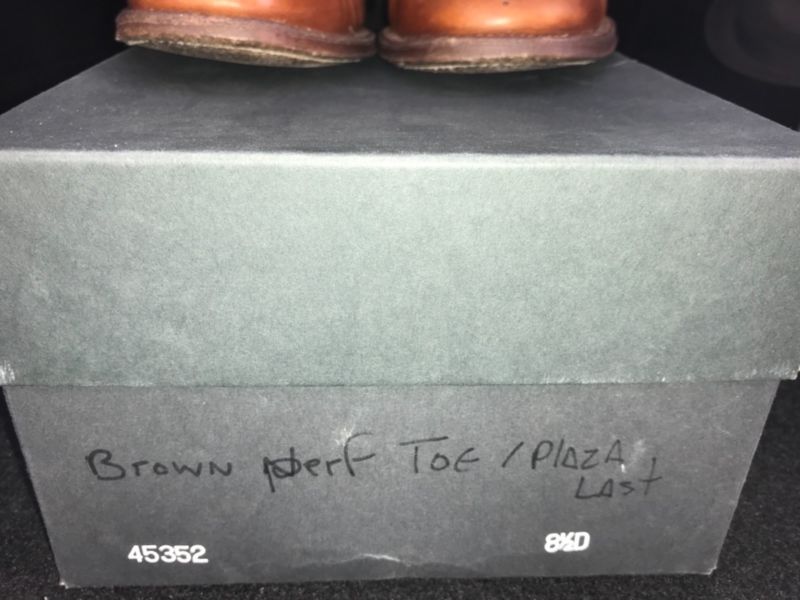 Brown perf Toe / Plaza
Last
45352 8½D